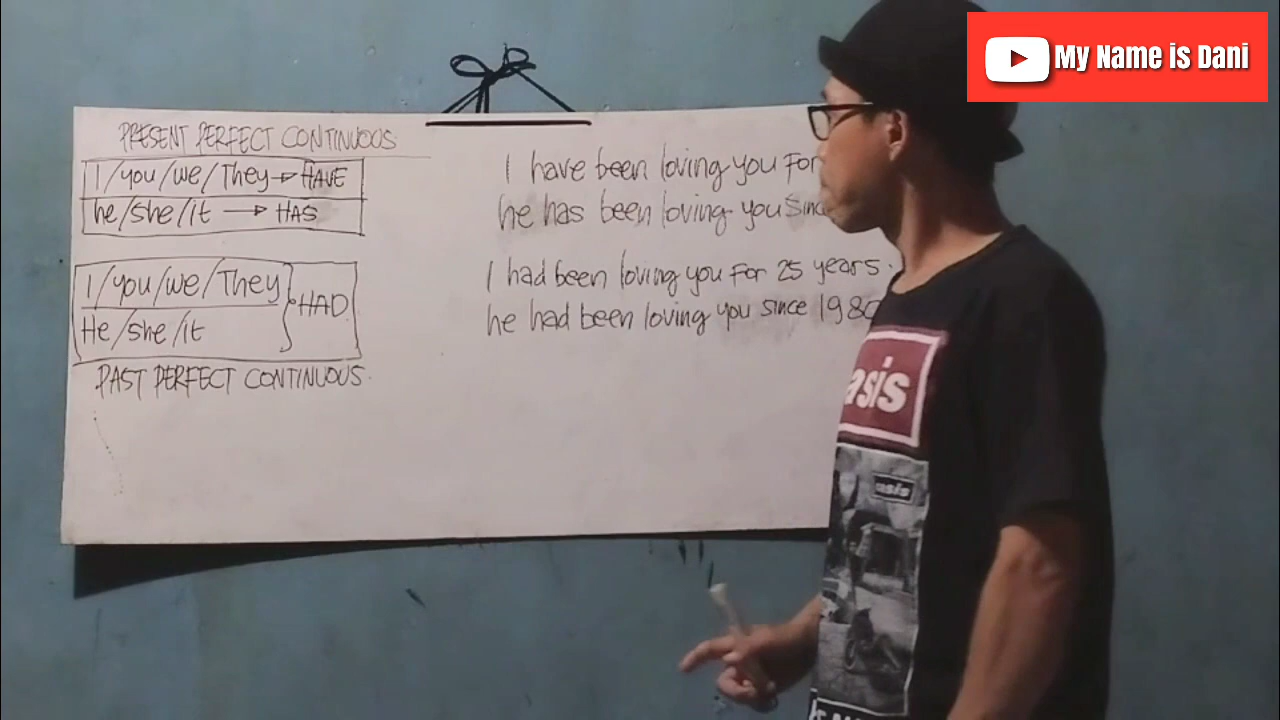 My Name is Dani
PRESENT PERFECT CONTINUOUS.
I/you/we/They→HAVE
he/she/it → HAS
I/you/we/They
He/she/it
HAD
PAST PERFECT CONTINUOUS.
I have been loving you For
he has been loving you
I had been loving you For 25 years.
he had been loving you since 1980
asis
asis